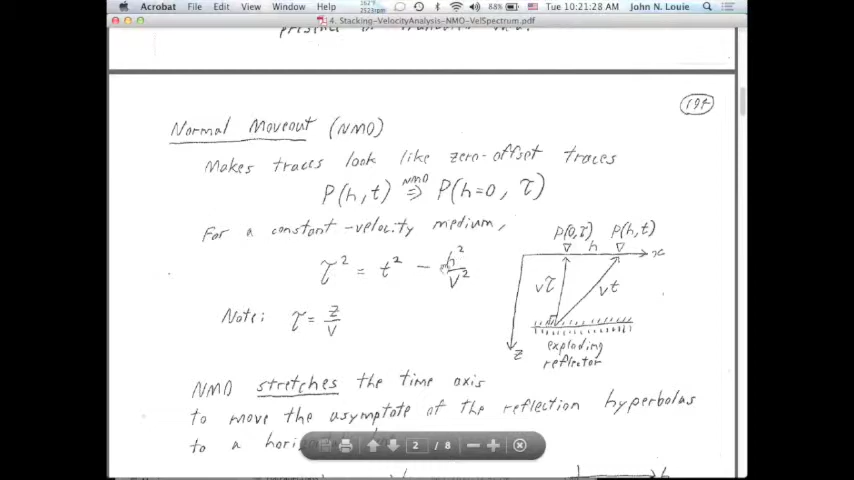 Acrobat File Edit View Window Help 162°F 2523rpm 88% Tue 10:21:28 AM John N. Louie
4. Stacking-VelocityAnalysis-NMO-VelSpectrum.pdf
194
Normal Moveout (NMO)
Makes traces look like zero-offset traces
P(h,t) NMO⇒ P(h=0, τ)
For a constant-velocity medium,
τ² = t² − h²/v²
P(0,τ) P(h,t)
h x
vτ vt
Note: τ = z/v
z
exploding
reflector
NMO stretches the time axis
to move the asymptote of the reflection hyperbolas
to a
2 / 8
h